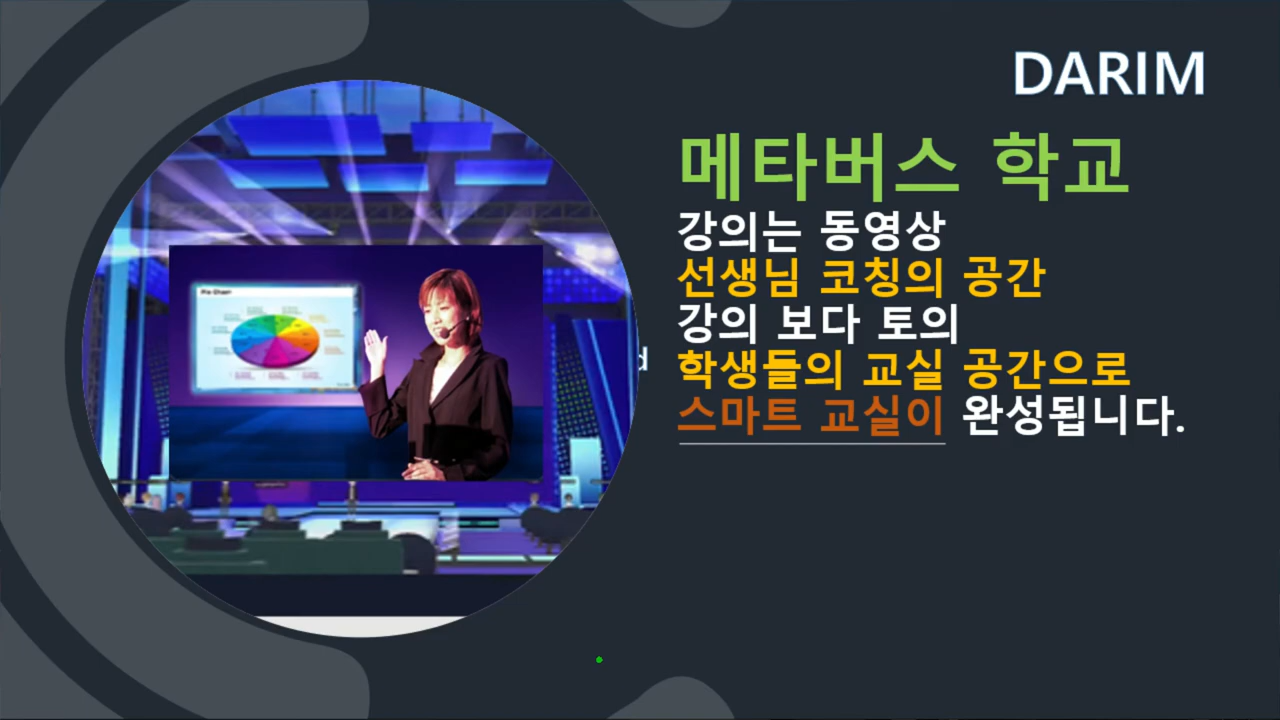 DARIM
메타버스 학교
강의는 동영상
선생님 코칭의 공간
강의 보다 토의
학생들의 교실 공간으로
스마트 교실이 완성됩니다.
Pie Chart